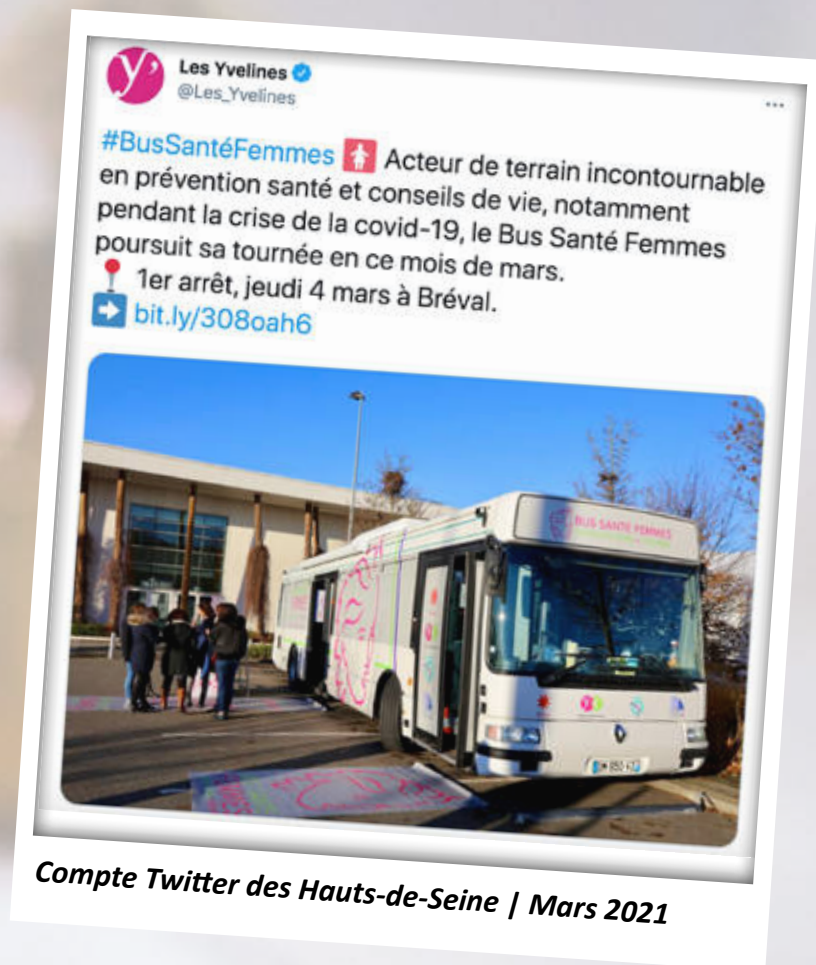 Les Yvelines
@Les_Yvelines
#BusSantéFemmes Acteur de terrain incontournable
en prévention santé et conseils de vie, notamment
pendant la crise de la covid-19, le Bus Santé Femmes
poursuit sa tournée en ce mois de mars.
1er arrêt, jeudi 4 mars à Bréval.
bit.ly/308oah6
BUS SANTÉ FEMMES
Compte Twitter des Hauts-de-Seine | Mars 2021